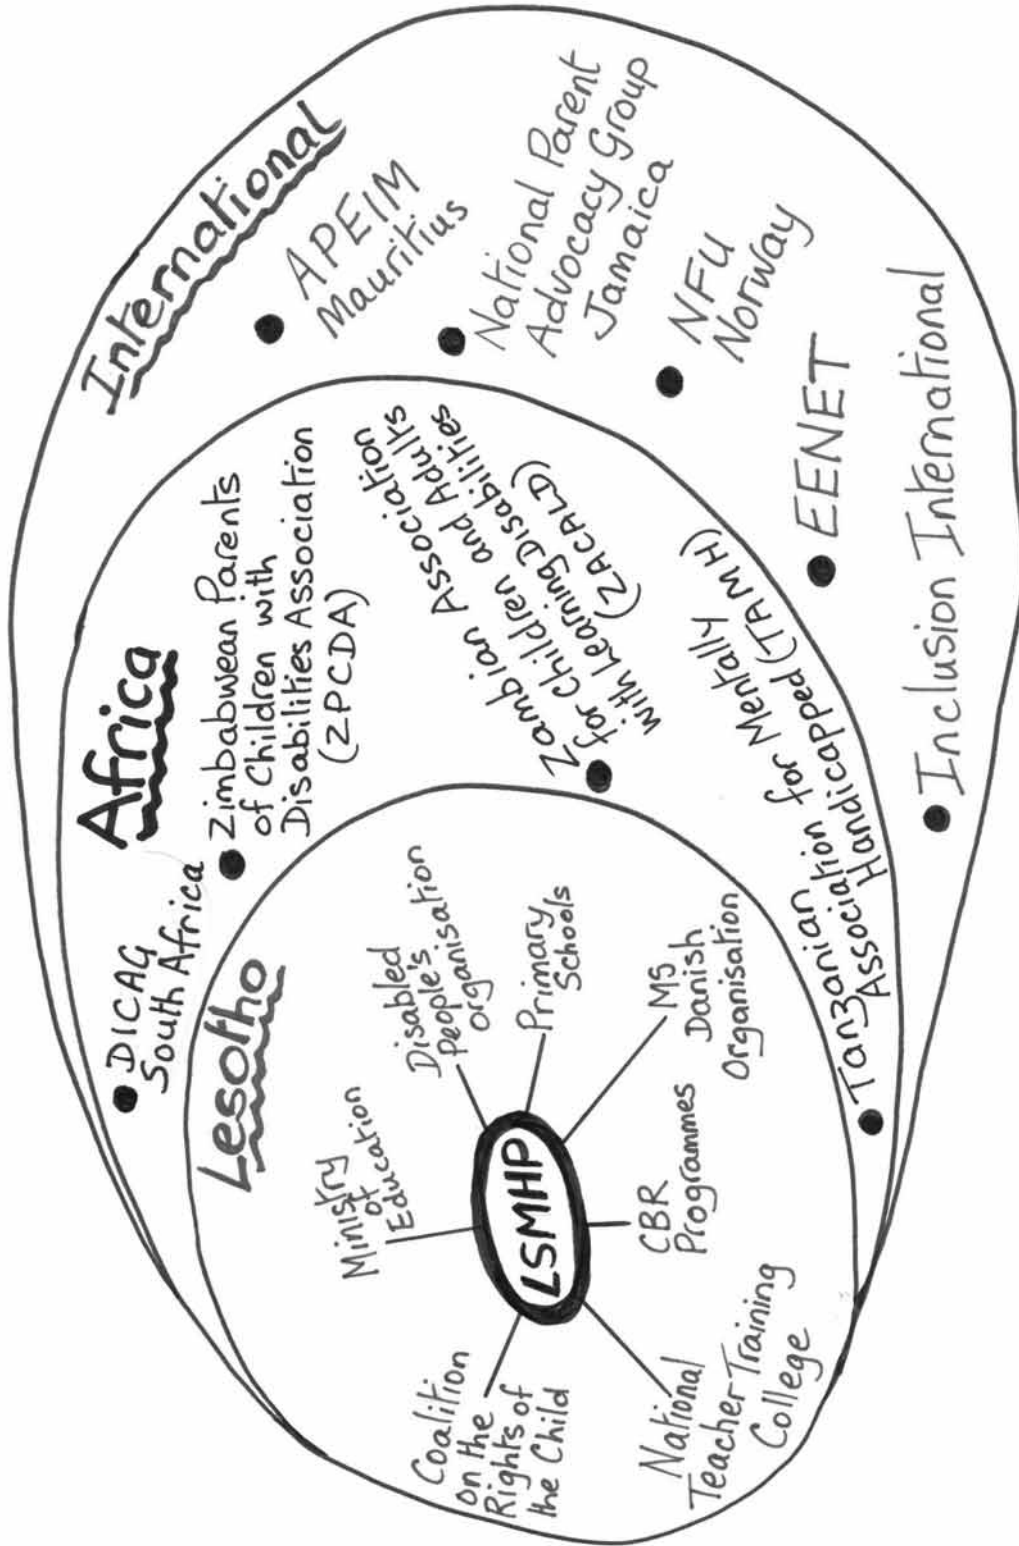 International
● APEIM
Mauritius
● National Parent
Advocacy Group
Jamaica
● NFU
Norway
● EENET
● Inclusion International
Africa
● DICAG
South Africa
● Zimbabwean Parents
of Children with
Disabilities Association
(ZPCDA)
● Zambian Association
for Children and Adults
with Learning Disabilities
(ZACALD)
● Tanzanian
Association for Mentally
Handicapped (TAMH)
Lesotho
Coalition
on the
Rights of
the Child
Ministry
of
Education
Disabled
People's
Organisation
Primary
Schools
MS
Danish
Organisation
CBR
Programmes
National
Teacher Training
College
LSMHP